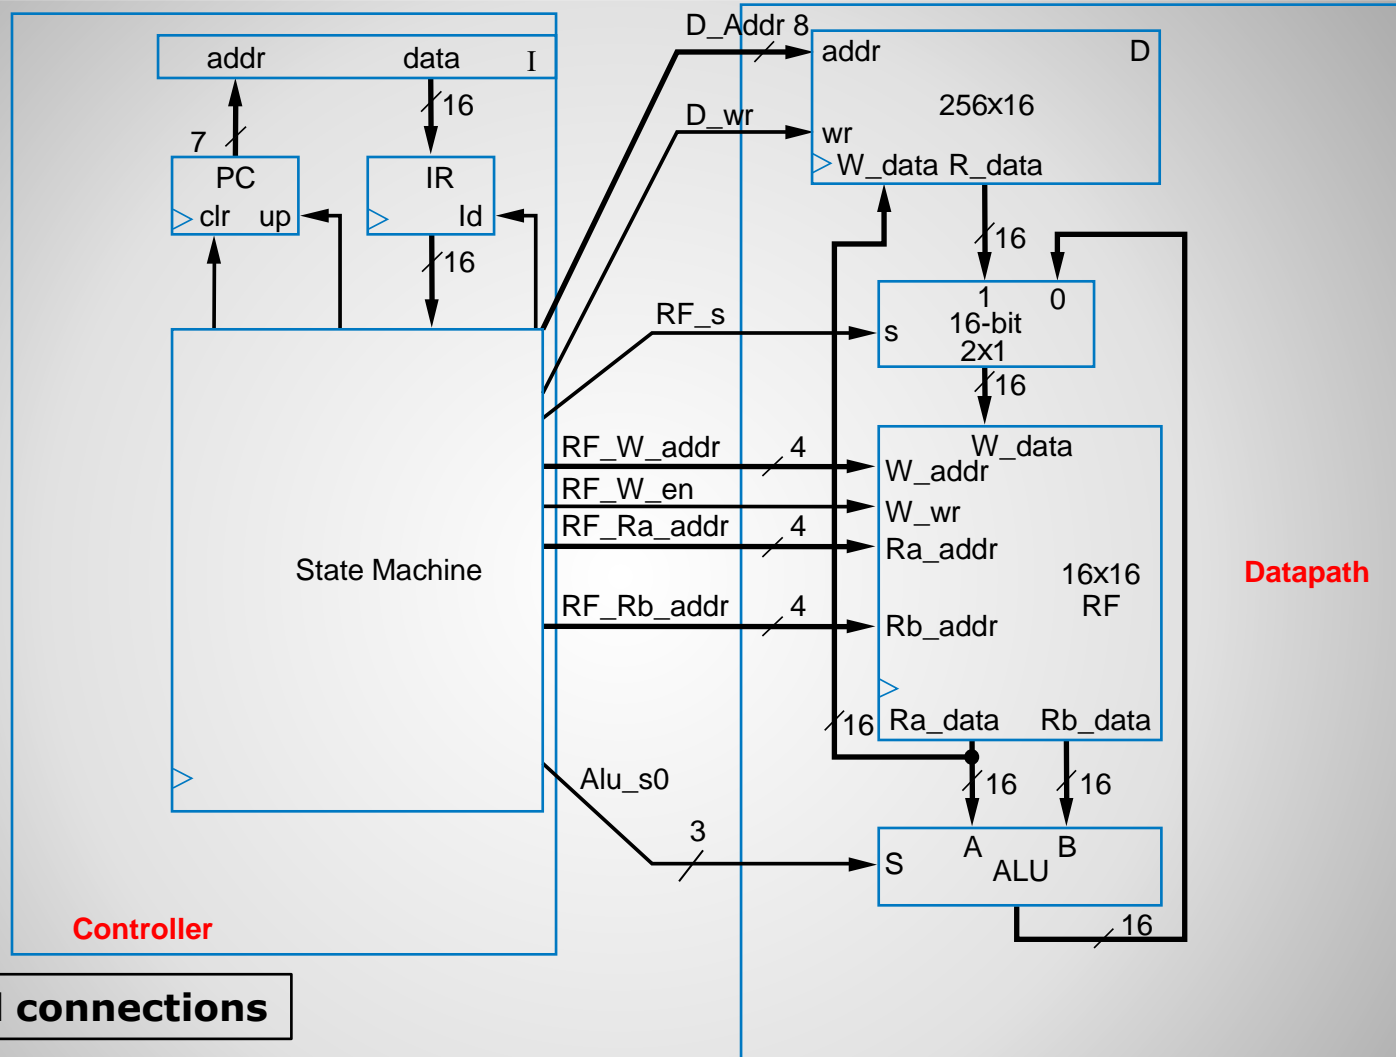 D_Addr 8
addr data I
addr D
16
256x16
D_wr
7
wr
PC IR
W_data R_data
clr up
Id
16
16
1 0
RF_s
16-bit
s
2x1
16
RF_W_addr 4
W_data
W_addr
RF_W_en
W_wr
RF_Ra_addr 4
Ra_addr
State Machine
16x16
RF
Datapath
RF_Rb_addr 4
Rb_addr
16
Ra_data Rb_data
Alu_s0
16 16
3
A B
S
ALU
Controller
16
connections